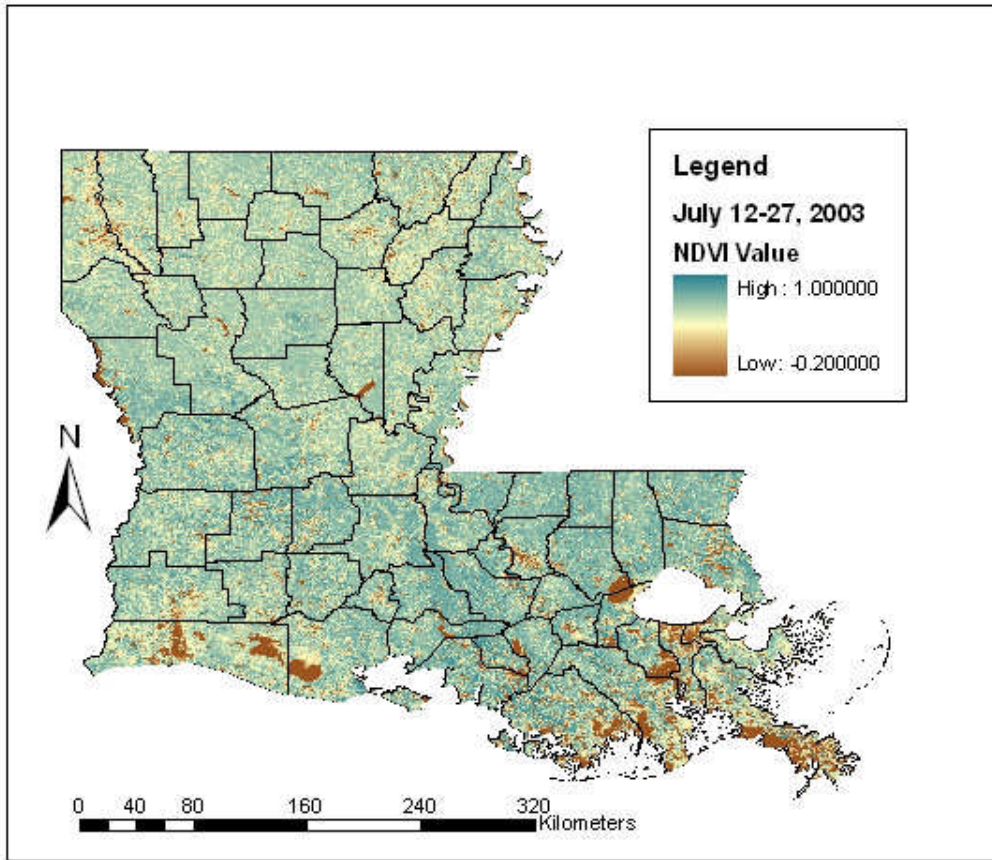 Legend
July 12-27, 2003
NDVI Value
High : 1.000000
Low : -0.200000
N
0 40 80 160 240 320
Kilometers